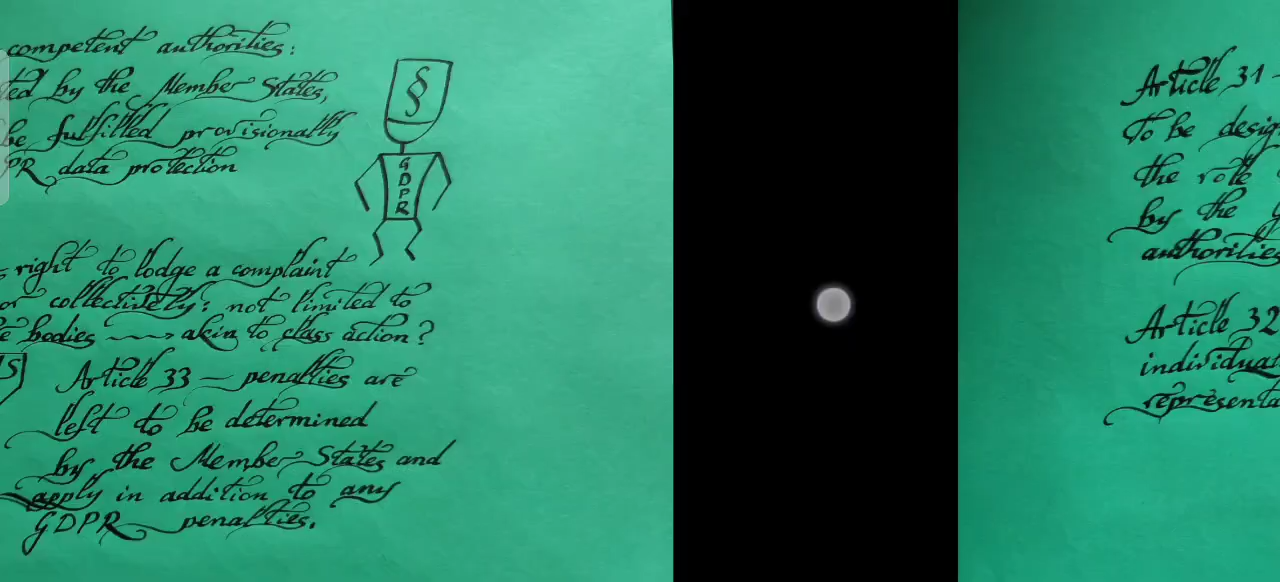 competent authorities:
ted by the Member States,
be fulfilled provisionally
PR data protection
§
GDPR
right to lodge a complaint
or collectively: not limited to
bodies akin to class action?
Article 33 — penalties are
left to be determined
by the Member States and
apply in addition to any
GDPR penalties.
Article 31 -
To be desig
the role
by the G
authorities
Article 32
individual
representa